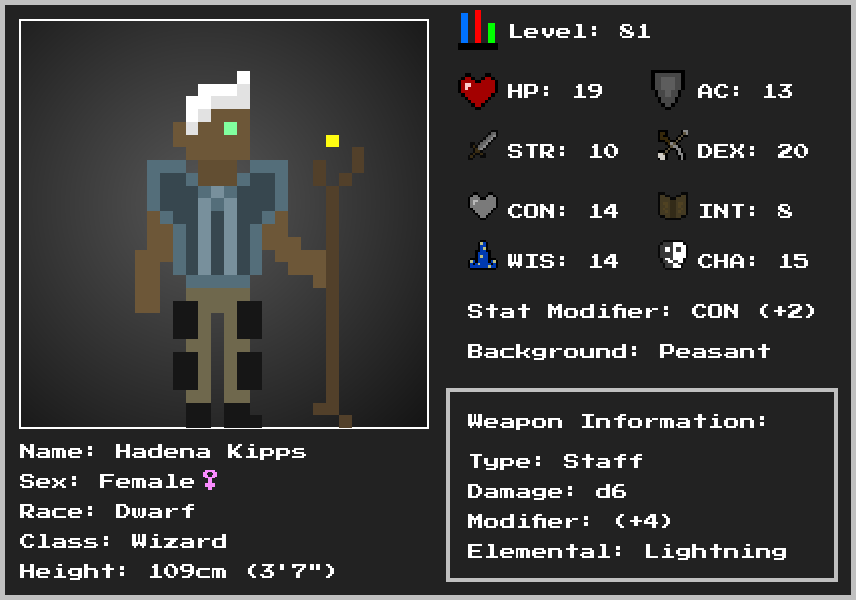 Level: 81
HP: 19
AC: 13
STR: 10
DEX: 20
CON: 14
INT: 8
WIS: 14
CHA: 15
Stat Modifier: CON (+2)
Background: Peasant
Weapon Information:
Type: Staff
Damage: d6
Modifier: (+4)
Elemental: Lightning
Name: Hadena Kipps
Sex: Female♀
Race: Dwarf
Class: Wizard
Height: 109cm (3'7")